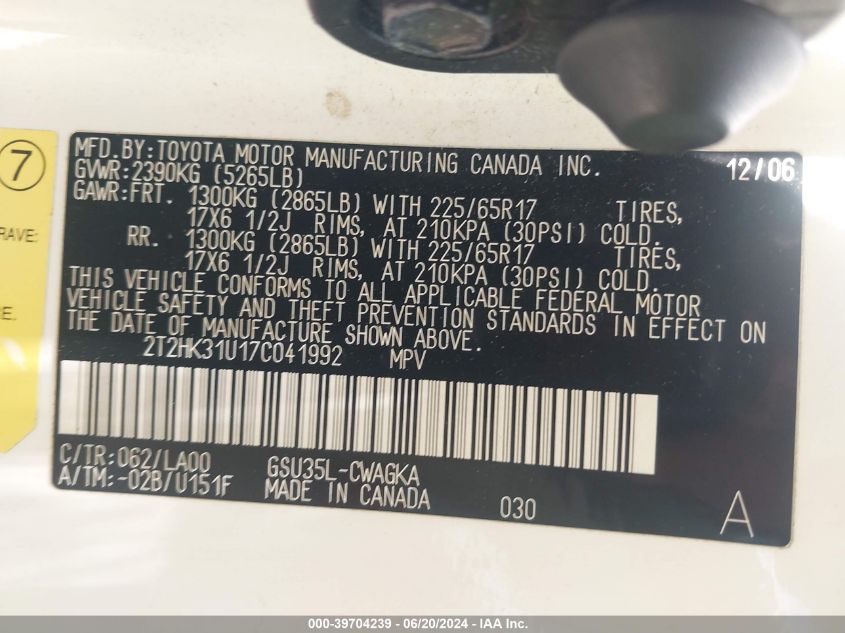 7
RAVE:
E.
MFD.BY:TOYOTA MOTOR MANUFACTURING CANADA INC. 12/06
GVWR:2390KG (5265LB)
GAWR:FRT. 1300KG (2865LB) WITH 225/65R17 TIRES,
17X6 1/2J RIMS, AT 210KPA (30PSI) COLD.
RR. 1300KG (2865LB) WITH 225/65R17 TIRES,
17X6 1/2J RIMS, AT 210KPA (30PSI) COLD.
THIS VEHICLE CONFORMS TO ALL APPLICABLE FEDERAL MOTOR
VEHICLE SAFETY AND THEFT PREVENTION STANDARDS IN EFFECT ON
THE DATE OF MANUFACTURE SHOWN ABOVE.
2T2HK31U17C041992 MPV
C/TR:062/LA00 GSU35L-CWAGKA
A/TM:-02B/U151F MADE IN CANADA 030 A
000-39704239 - 06/20/2024 - IAA Inc.